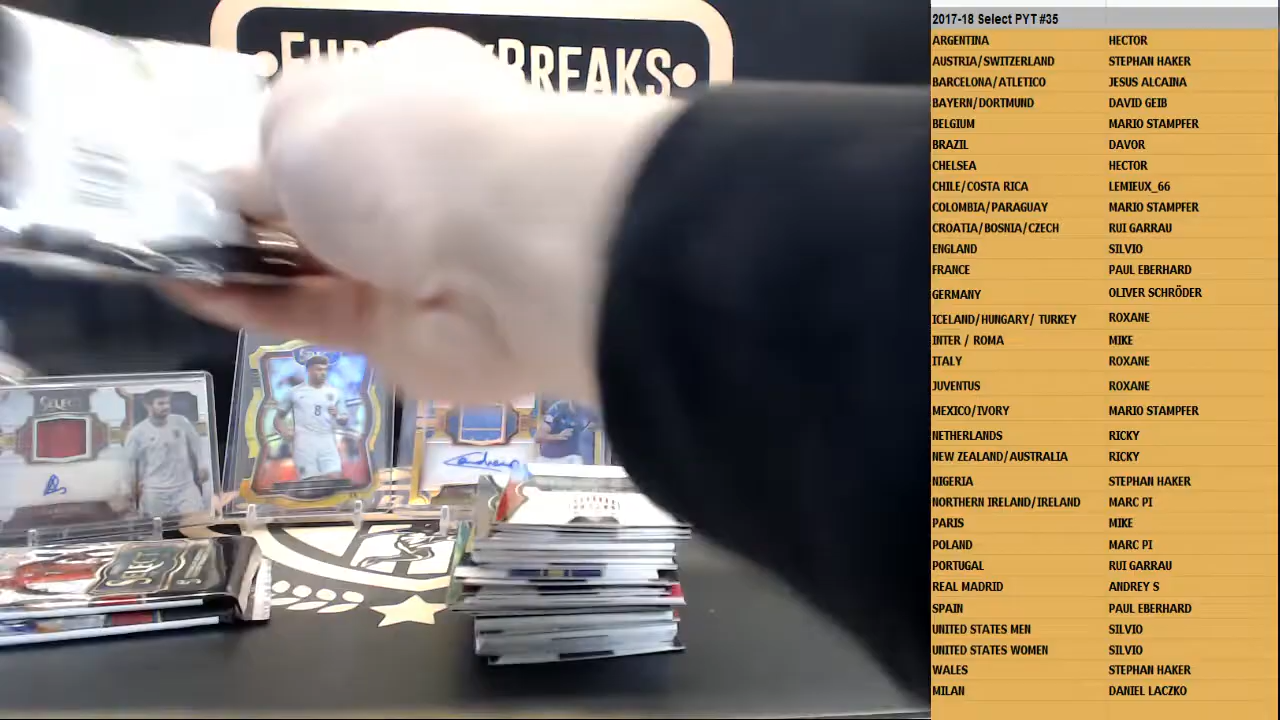 BREAKS
2017-18 Select PYT #35
ARGENTINA HECTOR
AUSTRIA/SWITZERLAND STEPHAN HAKER
BARCELONA/ATLETICO JESUS ALCAINA
BAYERN/DORTMUND DAVID GEIB
BELGIUM MARIO STAMPFER
BRAZIL DAVOR
CHELSEA HECTOR
CHILE/COSTA RICA LEMIEUX_66
COLOMBIA/PARAGUAY MARIO STAMPFER
CROATIA/BOSNIA/CZECH RUI GARRAU
ENGLAND SILVIO
FRANCE PAUL EBERHARD
GERMANY OLIVER SCHRÖDER
ICELAND/HUNGARY/ TURKEY ROXANE
INTER / ROMA MIKE
ITALY ROXANE
JUVENTUS ROXANE
MEXICO/IVORY MARIO STAMPFER
NETHERLANDS RICKY
NEW ZEALAND/AUSTRALIA RICKY
NIGERIA STEPHAN HAKER
NORTHERN IRELAND/IRELAND MARC PI
PARIS MIKE
POLAND MARC PI
PORTUGAL RUI GARRAU
REAL MADRID ANDREY S
SPAIN PAUL EBERHARD
UNITED STATES MEN SILVIO
UNITED STATES WOMEN SILVIO
WALES STEPHAN HAKER
MILAN DANIEL LACZKO
SELECT
SELECT
8
SELECT